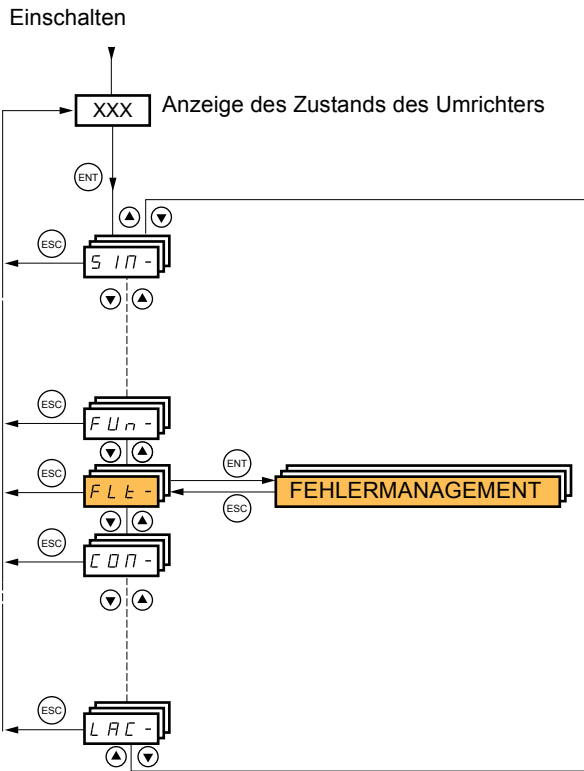 Einschalten
XXX Anzeige des Zustands des Umrichters
ENT
ESC
SIM-
ESC
FUn-
ESC
FLt-
ENT
FEHLERMANAGEMENT
ESC
ESC
COM-
ESC
LAC-